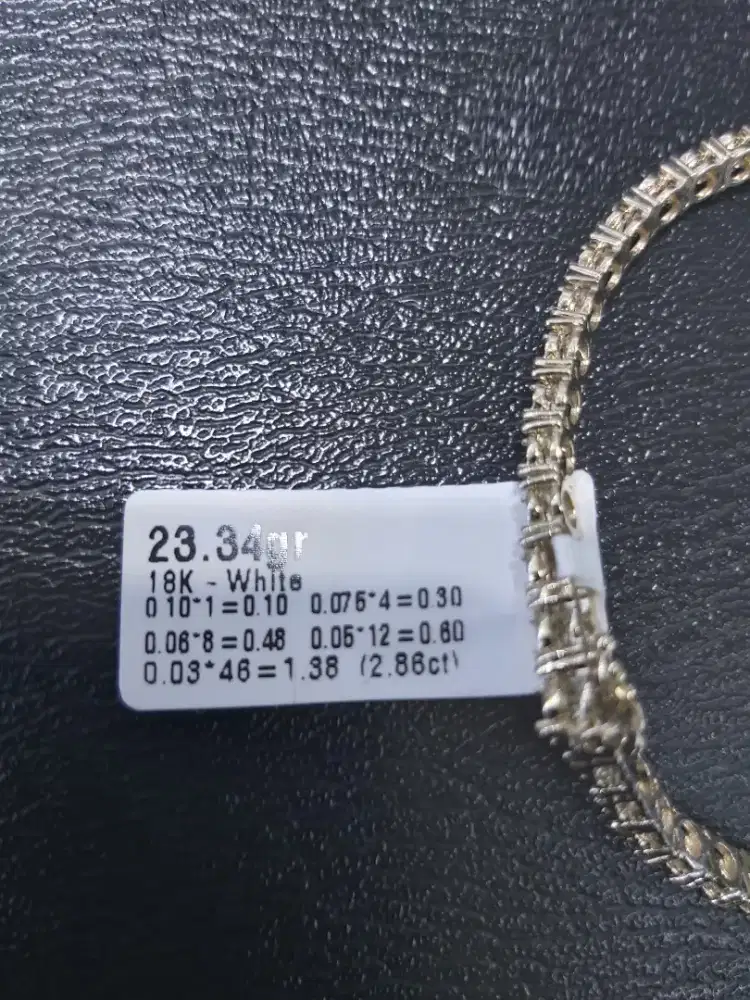 23.34gr
18K - White
0.10*1=0.10 0.075*4=0.30
0.06*8=0.48 0.05*12=0.60
0.03*46=1.38 (2.86ct)